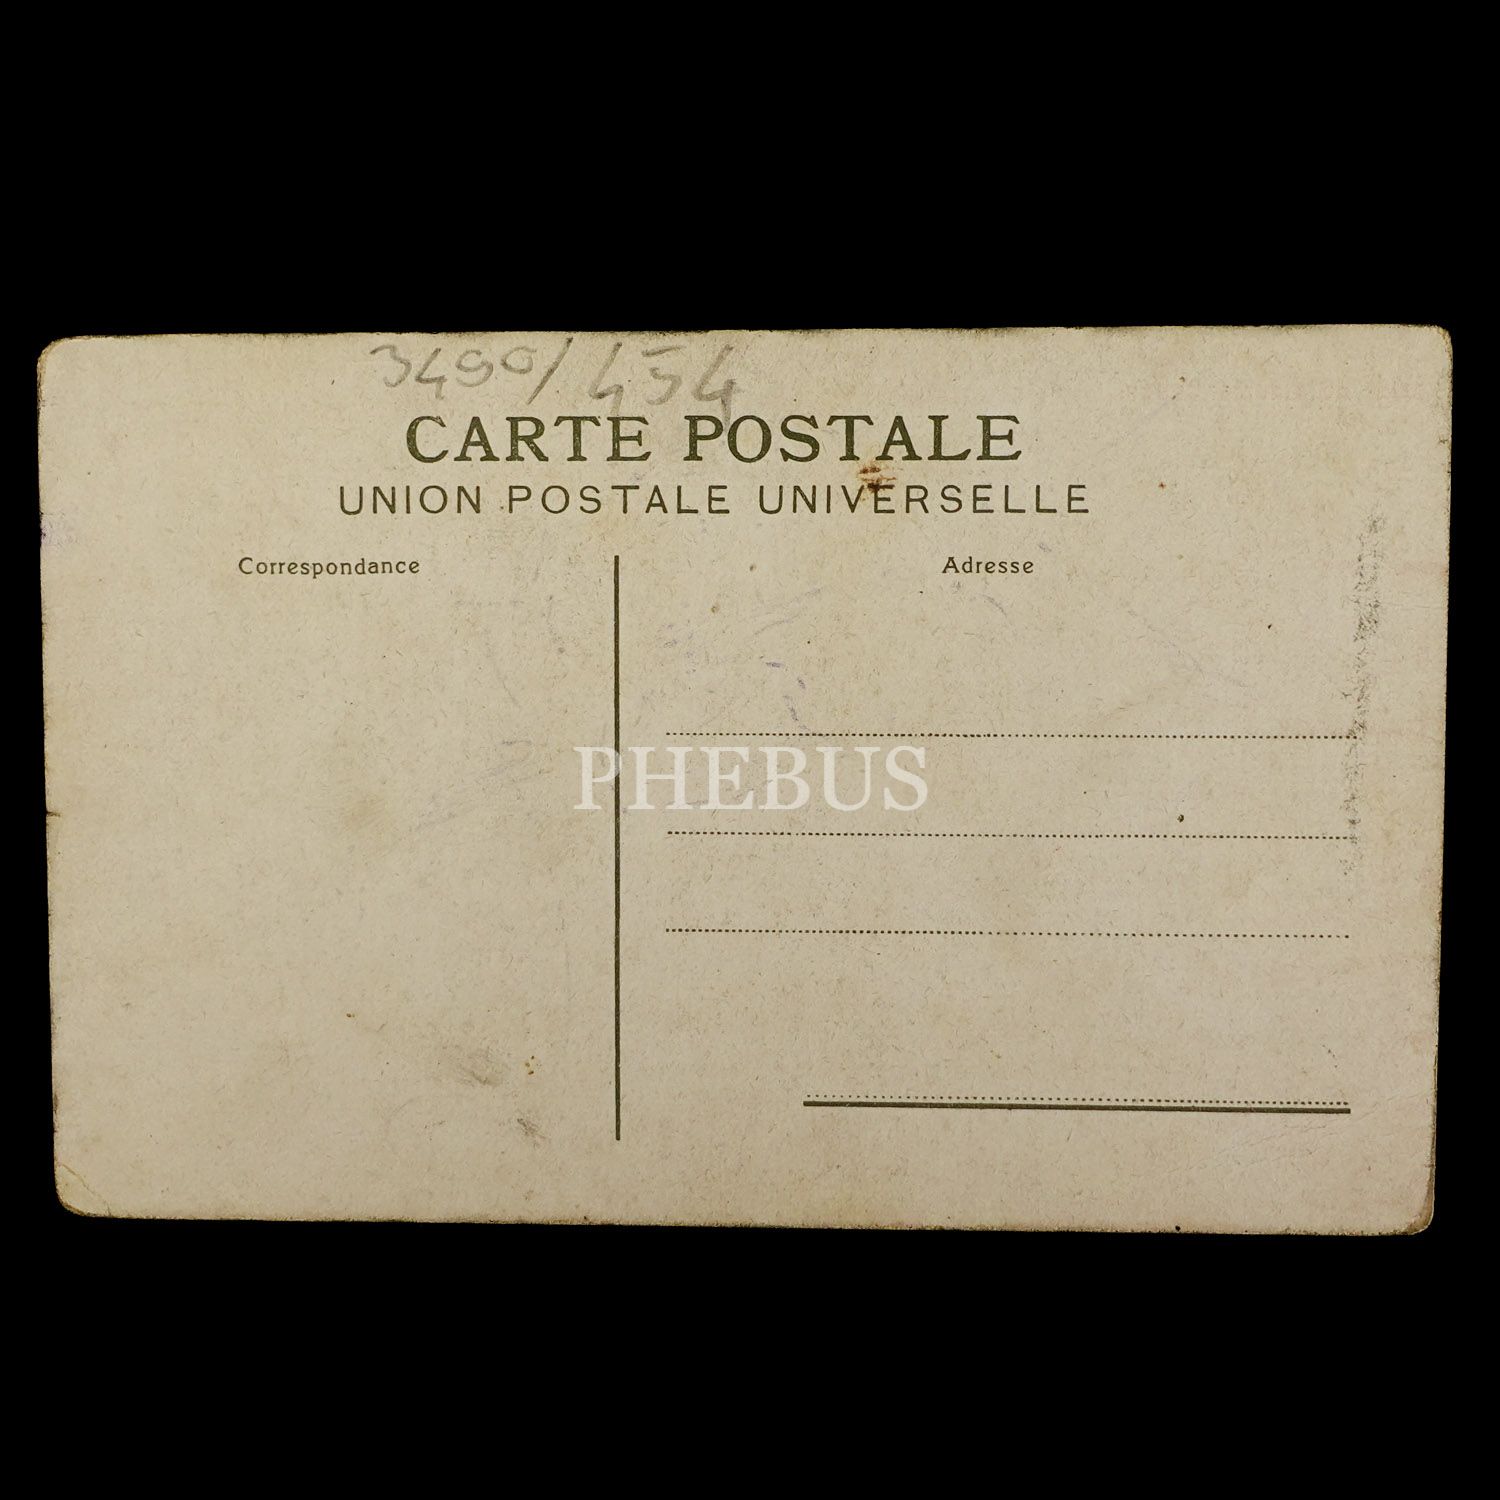 3490/454
CARTE POSTALE
UNION POSTALE UNIVERSELLE
Correspondance
Adresse
PHEBUS